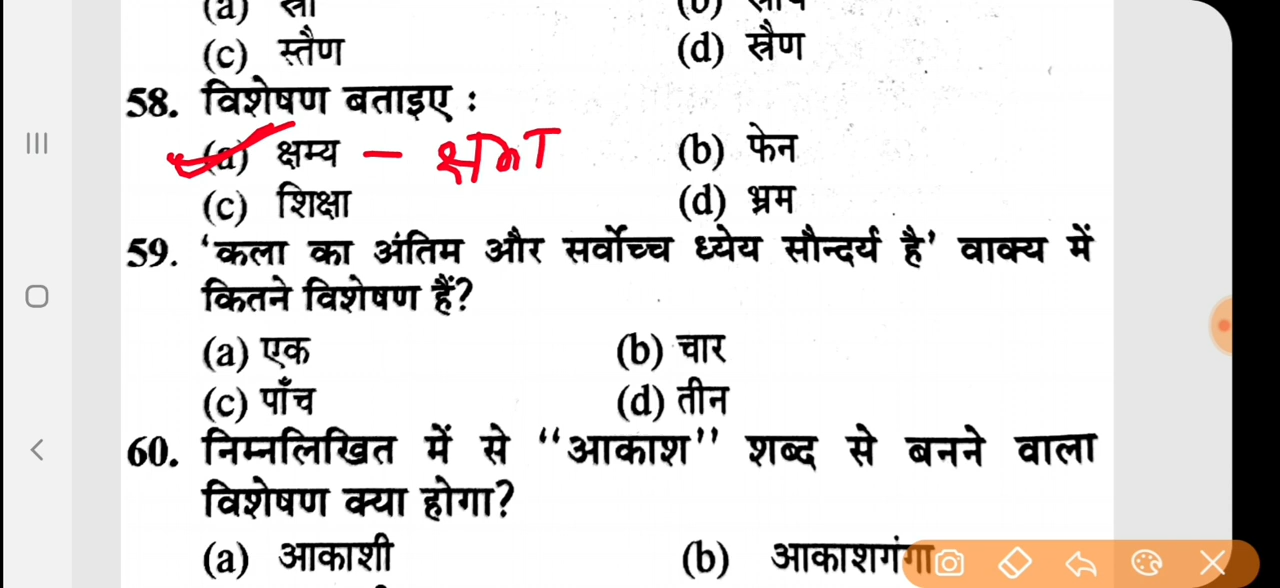 (c) स्तैण (d) स्रैण
58. विशेषण बताइए :
(a) क्षम्य – क्षमा (b) फेन
(c) शिक्षा (d) भ्रम
59. 'कला का अंतिम और सर्वोच्च ध्येय सौन्दर्य है' वाक्य में
कितने विशेषण हैं?
(a) एक (b) चार
(c) पाँच (d) तीन
60. निम्नलिखित में से "आकाश" शब्द से बनने वाला
विशेषण क्या होगा?
(a) आकाशी (b) आकाशगंगा